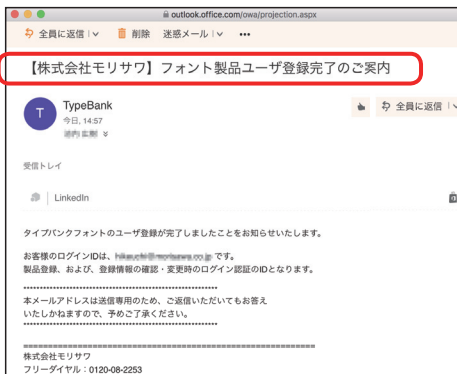 outlook.office.com/owa/projection.aspx
全員に返信 削除 迷惑メール •••
【株式会社モリサワ】フォント製品ユーザ登録完了のご案内
T TypeBank 全員に返信
今日, 14:57
受信トレイ
LinkedIn
タイプバンクフォントのユーザ登録が完了しましたことをお知らせいたします。
お客様のログインIDは、 です。
製品登録、および、登録情報の確認・変更時のログイン認証のIDとなります。
************************************************************
本メールアドレスは送信専用のため、ご返信いただいてもお答え
いたしかねますので、予めご了承ください。
************************************************************
============================================================
株式会社モリサワ
フリーダイヤル：0120-08-2253